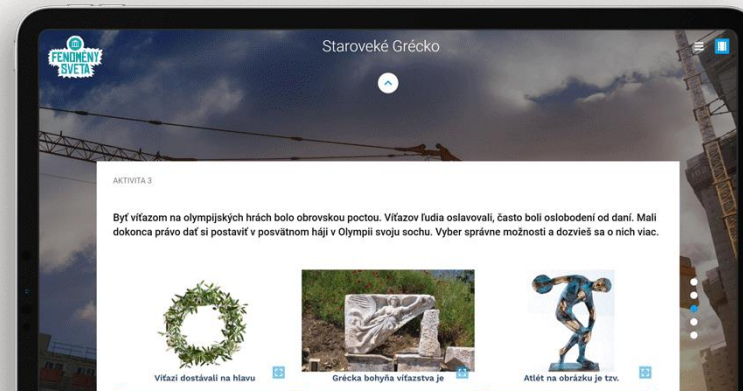 FENOMÉNY
SVETA
Staroveké Grécko
AKTIVITA 3
Byť víťazom na olympijských hrách bolo obrovskou poctou. Víťazov ľudia oslavovali, často boli oslobodení od daní. Mali
dokonca právo dať si postaviť v posvätnom háji v Olympii svoju sochu. Vyber správne možnosti a dozvieš sa o nich viac.
Víťazi dostávali na hlavu
Grécka bohyňa víťazstva je
Atlét na obrázku je tzv.